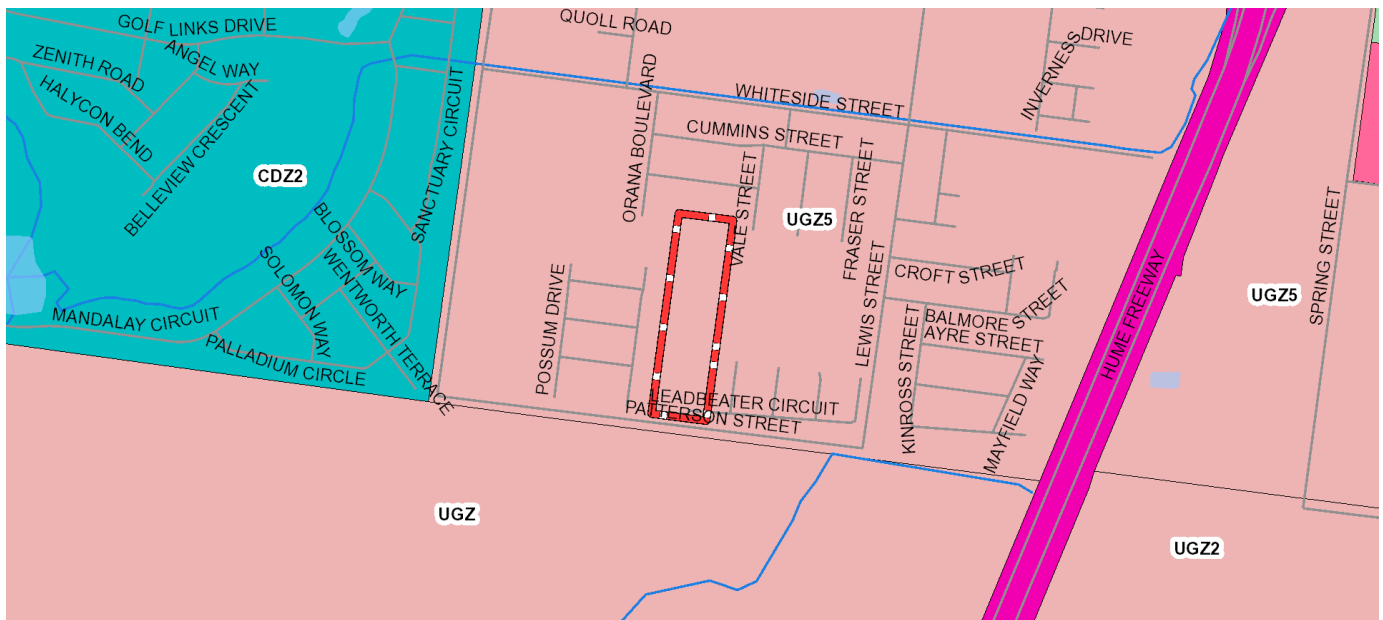 GOLF LINKS DRIVE
QUOLL ROAD
DRIVE
ZENITH ROAD
ANGEL WAY
INVERNESS
HALYCON BEND
BELLEVIEW CRESCENT
ORANA BOULEVARD
WHITESIDE STREET
CUMMINS STREET
SANCTUARY CIRCUIT
CDZ2
VALE STREET
UGZ5
FRASER STREET
SPRING STREET
BLOSSOM WAY
SOLOMON WAY
WENTWORTH TERRACE
CROFT STREET
HUME FREEWAY
UGZ5
POSSUM DRIVE
LEWIS STREET
BALMORE STREET
MANDALAY CIRCUIT
AYRE STREET
KINROSS STREET
PALLADIUM CIRCLE
MAYFIELD WAY
LEADBEATER CIRCUIT
PATTERSON STREET
UGZ
UGZ2